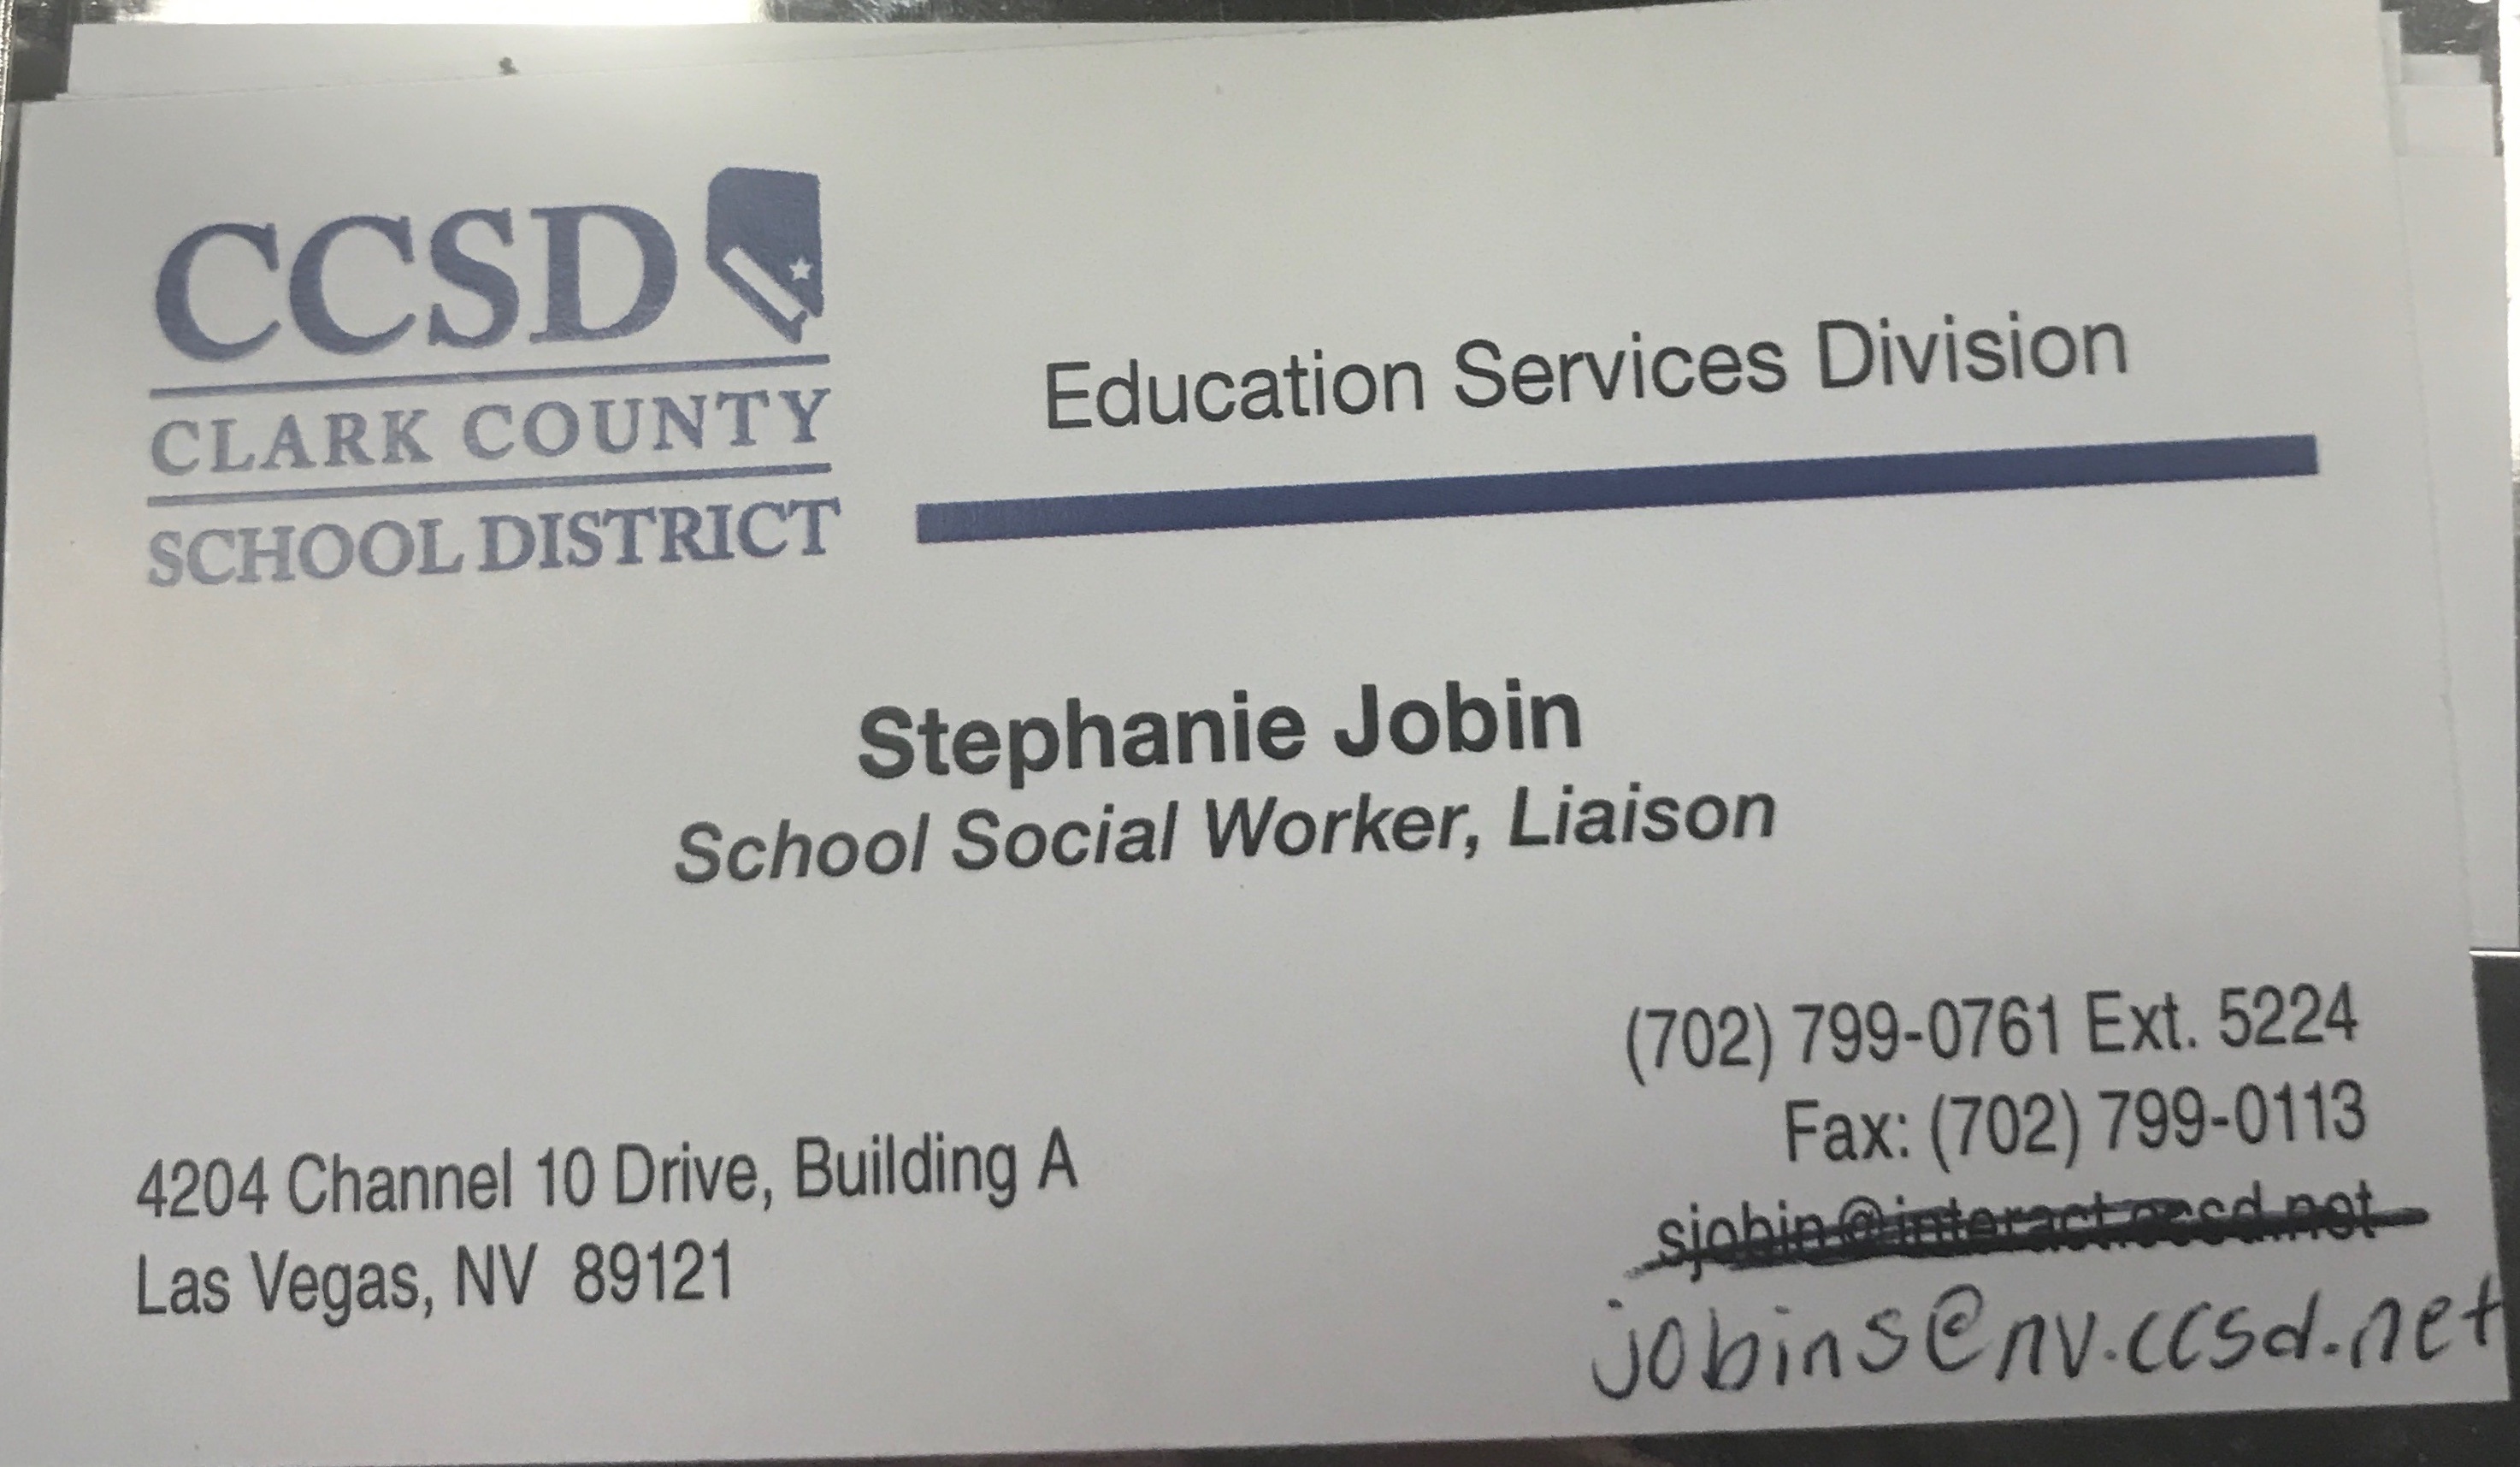 CCSD
CLARK COUNTY
SCHOOL DISTRICT
Education Services Division
Stephanie Jobin
School Social Worker, Liaison
4204 Channel 10 Drive, Building A
Las Vegas, NV 89121
(702) 799-0761 Ext. 5224
Fax: (702) 799-0113
sjobin@interact.ccsd.net
jobins@nv.ccsd.net